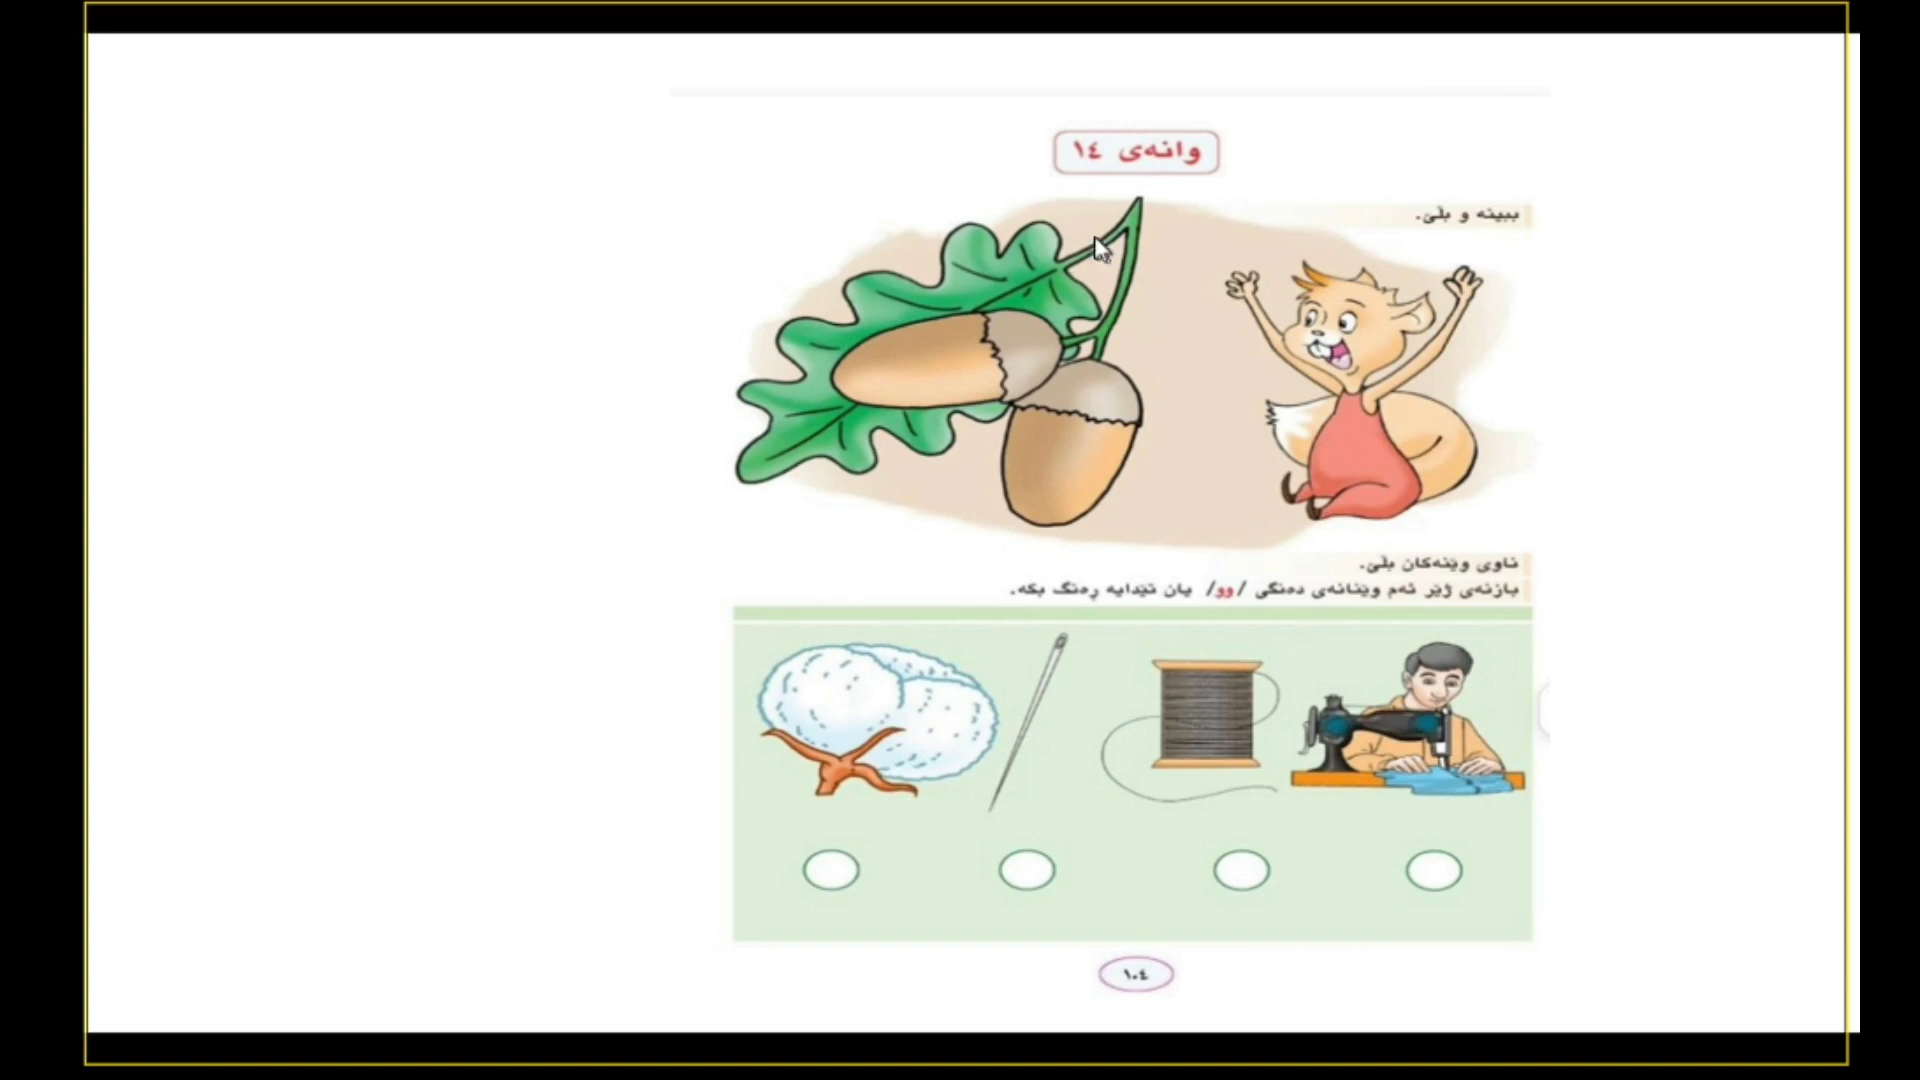 وانەی ١٤
ببینە و بڵێ.
ناوی وێنەکان بڵێ.
بازنەی ژێر ئەم وێنانەی دەنگی /وو/ یان تێدایە ڕەنگ بکە.
١٠٤